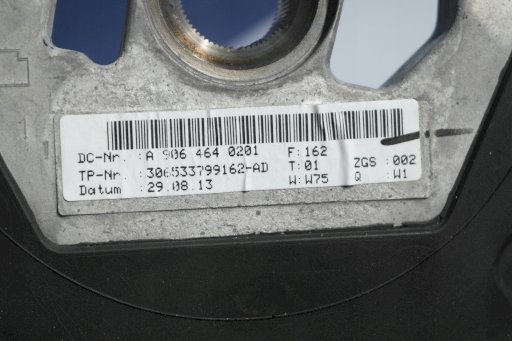 DC-Nr. :A 906 464 0201 F:162
TP-Nr. :306533799162-AD T:01 ZGS :002
Datum :29.08.13 W:W75 Q :W1